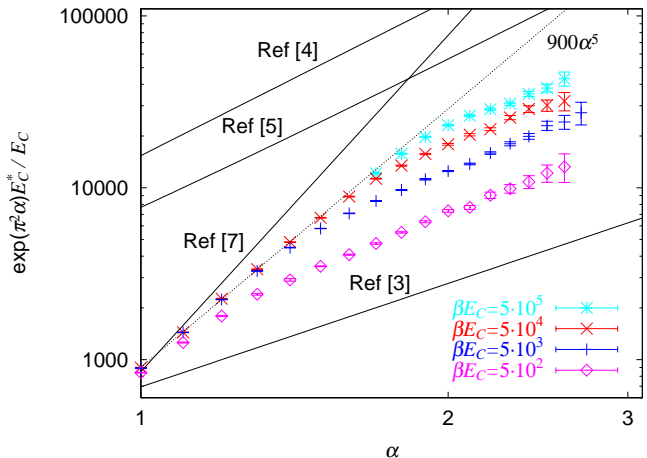 100000
10000
1000
exp(π²α)E*_C / E_C
Ref [4]
Ref [5]
Ref [7]
Ref [3]
900α⁵
βE_C=5·10⁵
βE_C=5·10⁴
βE_C=5·10³
βE_C=5·10²
1 2 3
α